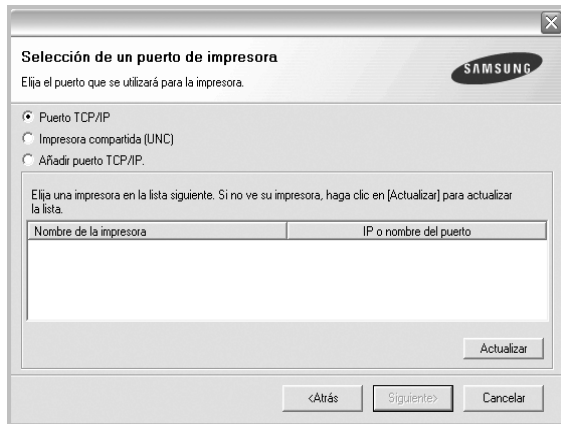 Selección de un puerto de impresora
Elija el puerto que se utilizará para la impresora.
SAMSUNG
Puerto TCP/IP
Impresora compartida (UNC)
Añadir puerto TCP/IP.
Elija una impresora en la lista siguiente. Si no ve su impresora, haga clic en [Actualizar] para actualizar
la lista.
Nombre de la impresora IP o nombre del puerto
Actualizar
<Atrás Siguiente> Cancelar